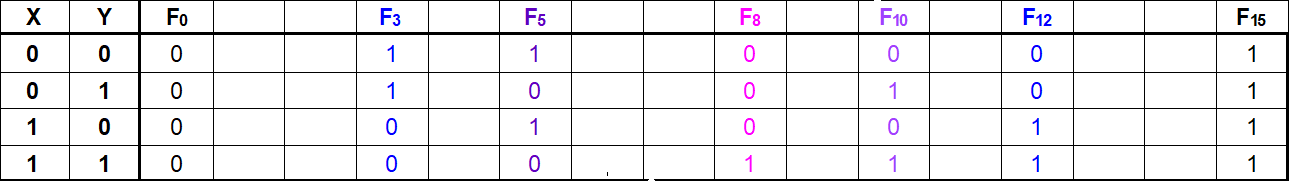 X Y F0 F3 F5 F8 F10 F12 F15
0 0 0 1 1 0 0 0 1
0 1 0 1 0 0 1 0 1
1 0 0 0 1 0 0 1 1
1 1 0 0 0 1 1 1 1